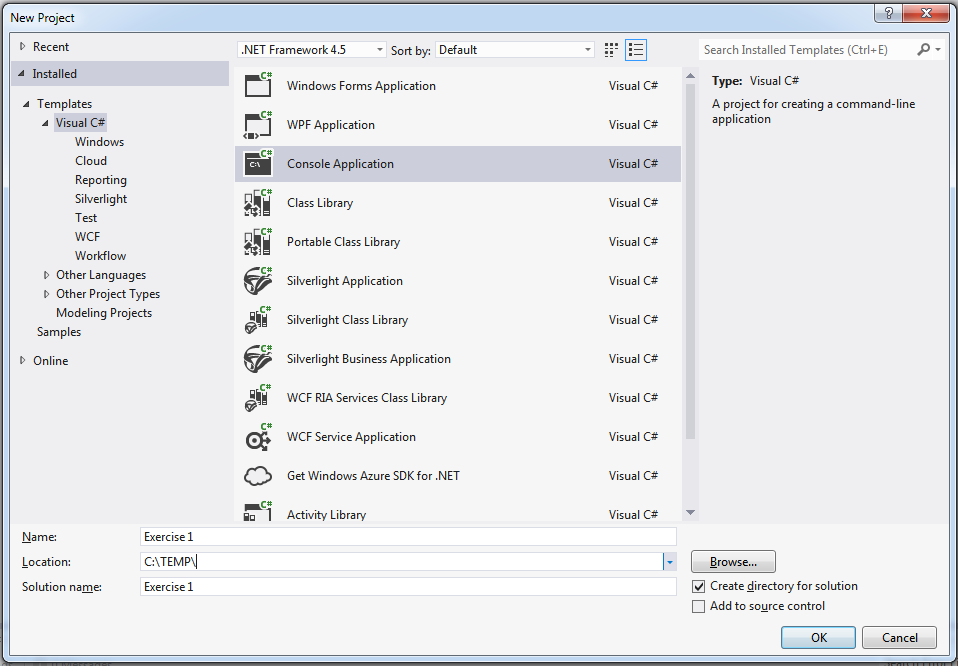 New Project
Recent
Installed
Templates
Visual C#
Windows
Cloud
Reporting
Silverlight
Test
WCF
Workflow
Other Languages
Other Project Types
Modeling Projects
Samples
Online
.NET Framework 4.5 Sort by: Default
Windows Forms Application Visual C#
WPF Application Visual C#
Console Application Visual C#
Class Library Visual C#
Portable Class Library Visual C#
Silverlight Application Visual C#
Silverlight Class Library Visual C#
Silverlight Business Application Visual C#
WCF RIA Services Class Library Visual C#
WCF Service Application Visual C#
Get Windows Azure SDK for .NET Visual C#
Activity Library Visual C#
Search Installed Templates (Ctrl+E)
Type: Visual C#
A project for creating a command-line
application
Name: Exercise 1
Location: C:\TEMP\
Solution name: Exercise 1
Browse...
Create directory for solution
Add to source control
OK Cancel